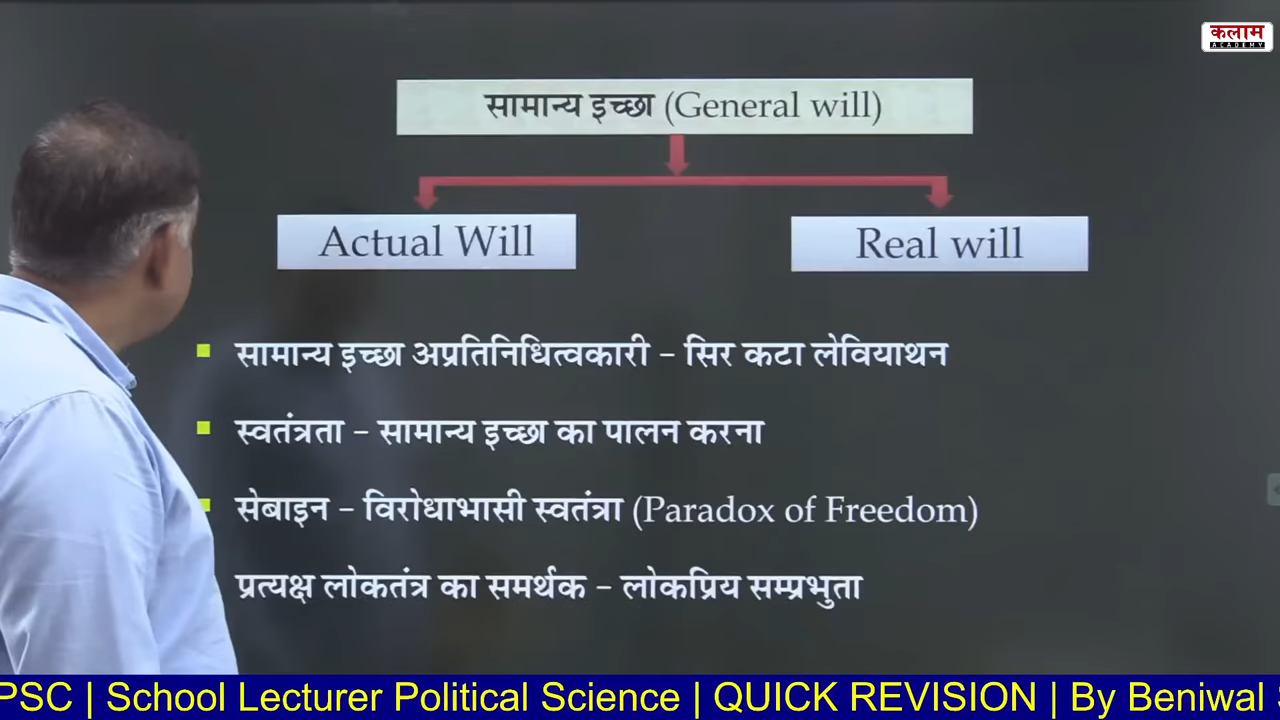 कलाम
ACADEMY
सामान्य इच्छा (General will)
Actual Will
Real will
सामान्य इच्छा अप्रतिनिधित्वकारी – सिर कटा लेवियाथन
स्वतंत्रता – सामान्य इच्छा का पालन करना
सेबाइन – विरोधाभासी स्वतंत्रा (Paradox of Freedom)
प्रत्यक्ष लोकतंत्र का समर्थक – लोकप्रिय सम्प्रभुता
PSC | School Lecturer Political Science | QUICK REVISION | By Beniwal